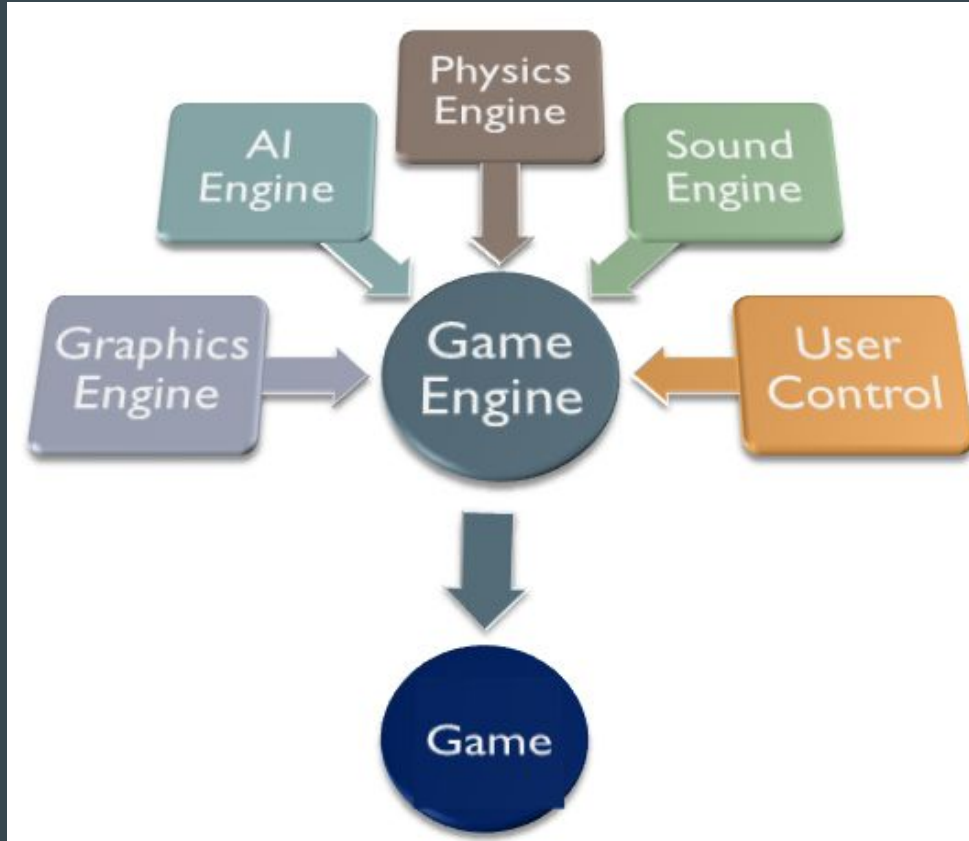 Physics
Engine
AI
Engine
Sound
Engine
Graphics
Engine
Game
Engine
User
Control
Game